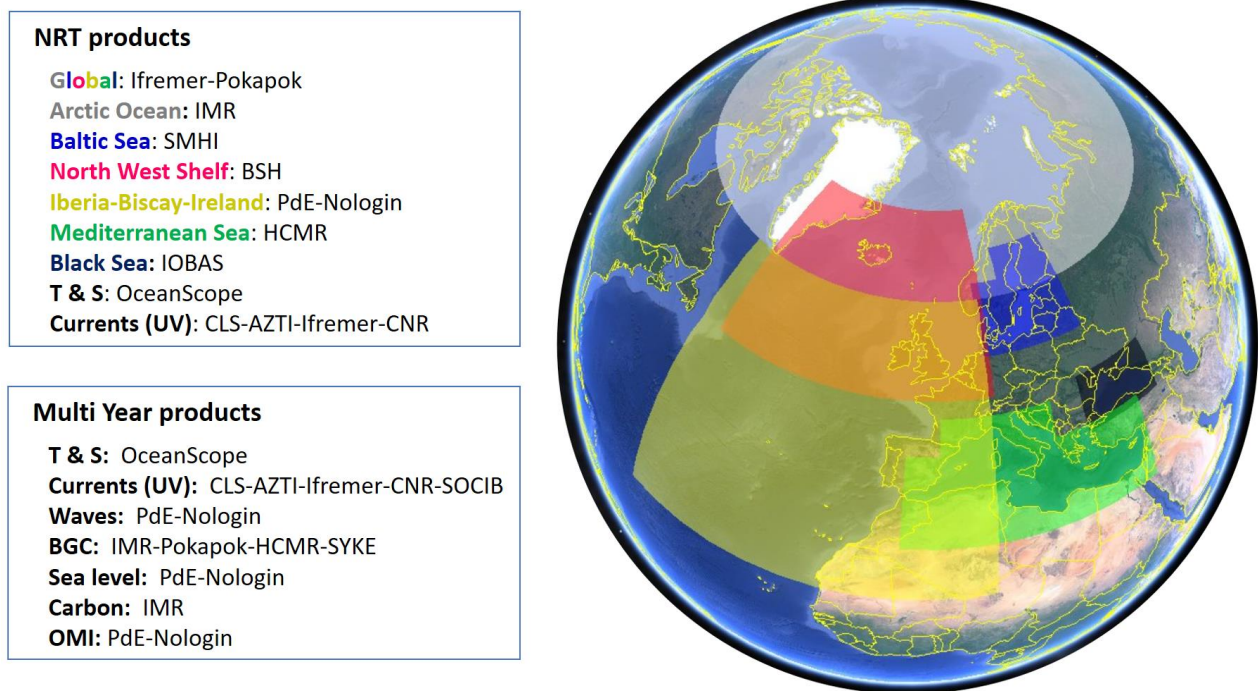 NRT products
Global: Ifremer-Pokapok
Arctic Ocean: IMR
Baltic Sea: SMHI
North West Shelf: BSH
Iberia-Biscay-Ireland: PdE-Nologin
Mediterranean Sea: HCMR
Black Sea: IOBAS
T & S: OceanScope
Currents (UV): CLS-AZTI-Ifremer-CNR
Multi Year products
T & S: OceanScope
Currents (UV): CLS-AZTI-Ifremer-CNR-SOCIB
Waves: PdE-Nologin
BGC: IMR-Pokapok-HCMR-SYKE
Sea level: PdE-Nologin
Carbon: IMR
OMI: PdE-Nologin